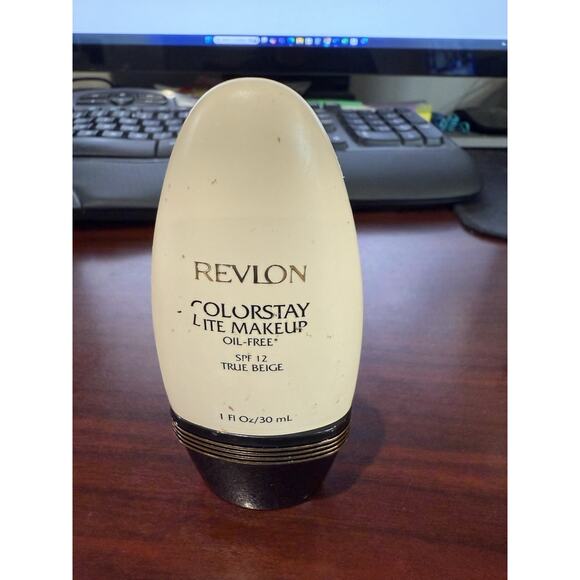 REVLON
COLORSTAY
LITE MAKEUP
OIL-FREE*
SPF 12
TRUE BEIGE
1 Fl Oz/30 mL